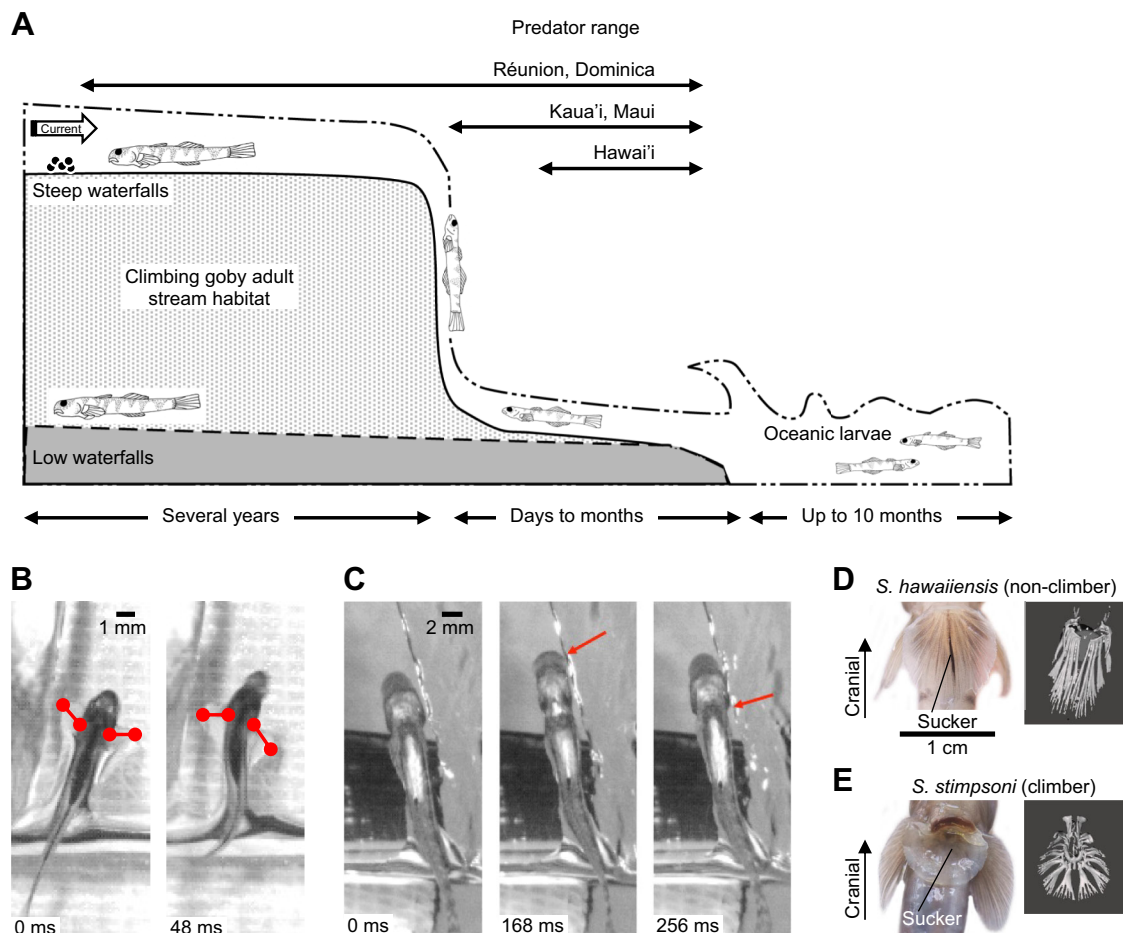 A
Predator range
Réunion, Dominica
Kaua'i, Maui
Hawai'i
Current
Steep waterfalls
Climbing goby adult
stream habitat
Low waterfalls
Oceanic larvae
Several years
Days to months
Up to 10 months
B
1 mm
0 ms
48 ms
C
2 mm
0 ms
168 ms
256 ms
D
S. hawaiiensis (non-climber)
Cranial
Sucker
1 cm
E
S. stimpsoni (climber)
Cranial
Sucker